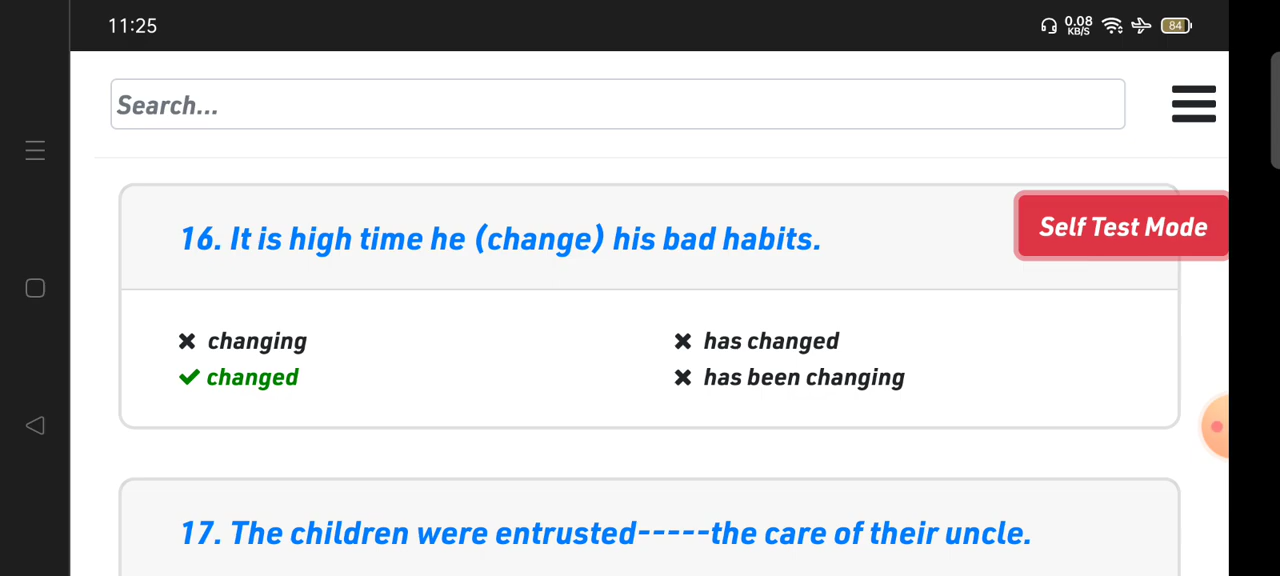 11:25
0.08
KB/S
84
Search...
16. It is high time he (change) his bad habits.
Self Test Mode
changing
has changed
changed
has been changing
17. The children were entrusted-----the care of their uncle.